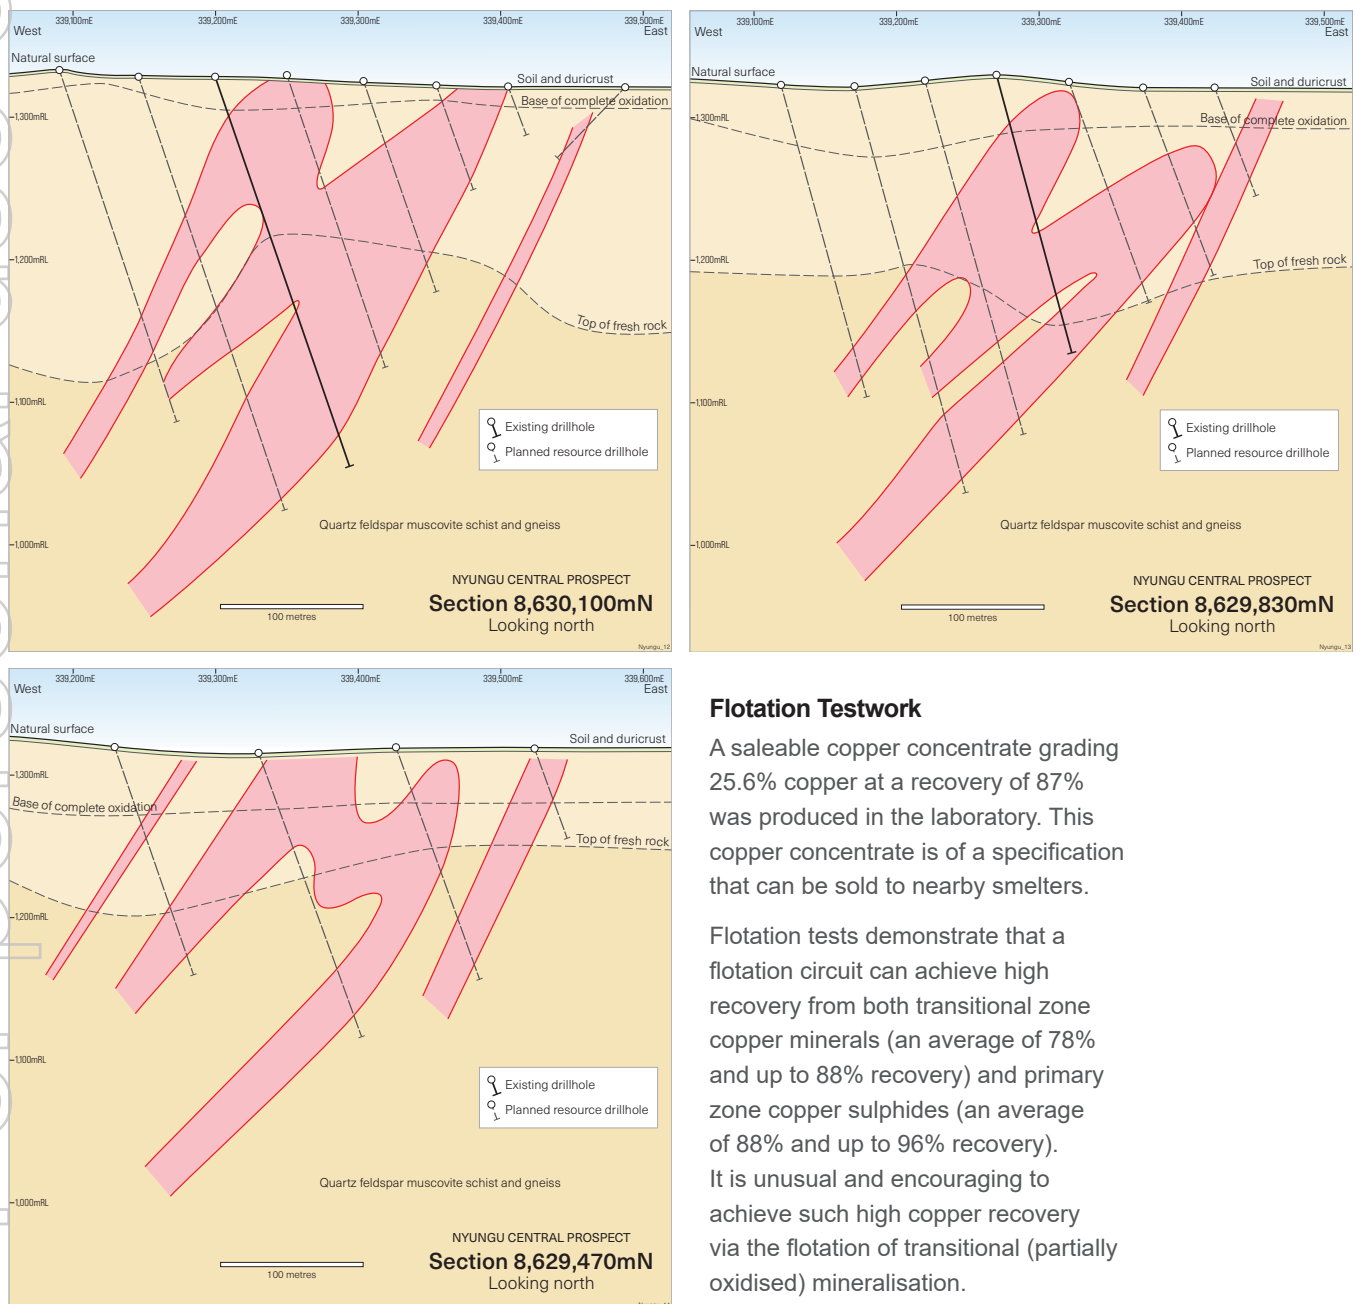 339,100mE 339,200mE 339,300mE 339,400mE 339,500mE
West East
Natural surface
Soil and duricrust
Base of complete oxidation
1,300mRL
1,200mRL
Top of fresh rock
1,100mRL
Existing drillhole
Planned resource drillhole
Quartz feldspar muscovite schist and gneiss
1,000mRL
NYUNGU CENTRAL PROSPECT
Section 8,630,100mN
Looking north
100 metres
Nyungu_12
339,100mE 339,200mE 339,300mE 339,400mE 339,500mE
West East
Natural surface
Soil and duricrust
Base of complete oxidation
1,300mRL
1,200mRL
Top of fresh rock
1,100mRL
Existing drillhole
Planned resource drillhole
Quartz feldspar muscovite schist and gneiss
1,000mRL
NYUNGU CENTRAL PROSPECT
Section 8,629,830mN
Looking north
100 metres
Nyungu_13
339,200mE 339,300mE 339,400mE 339,500mE 339,600mE
West East
Natural surface
Soil and duricrust
1,300mRL
Base of complete oxidation
Top of fresh rock
1,200mRL
1,100mRL
Existing drillhole
Planned resource drillhole
Quartz feldspar muscovite schist and gneiss
1,000mRL
NYUNGU CENTRAL PROSPECT
Section 8,629,470mN
Looking north
100 metres
Flotation Testwork
A saleable copper concentrate grading
25.6% copper at a recovery of 87%
was produced in the laboratory. This
copper concentrate is of a specification
that can be sold to nearby smelters.
Flotation tests demonstrate that a
flotation circuit can achieve high
recovery from both transitional zone
copper minerals (an average of 78%
and up to 88% recovery) and primary
zone copper sulphides (an average
of 88% and up to 96% recovery).
It is unusual and encouraging to
achieve such high copper recovery
via the flotation of transitional (partially
oxidised) mineralisation.